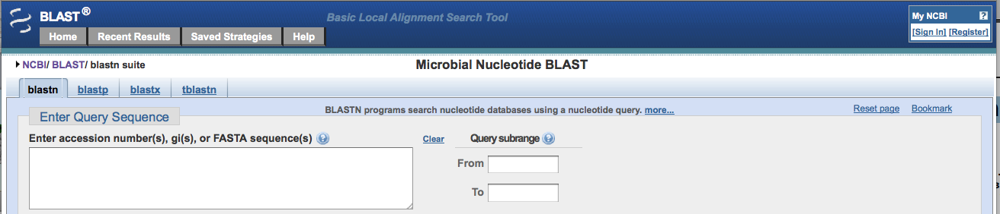 BLAST® Basic Local Alignment Search Tool My NCBI ?
[Sign In] [Register]
Home Recent Results Saved Strategies Help
NCBI/ BLAST/ blastn suite Microbial Nucleotide BLAST
blastn blastp blastx tblastn
BLASTN programs search nucleotide databases using a nucleotide query. more... Reset page Bookmark
Enter Query Sequence
Enter accession number(s), gi(s), or FASTA sequence(s) ? Clear Query subrange ?
From
To